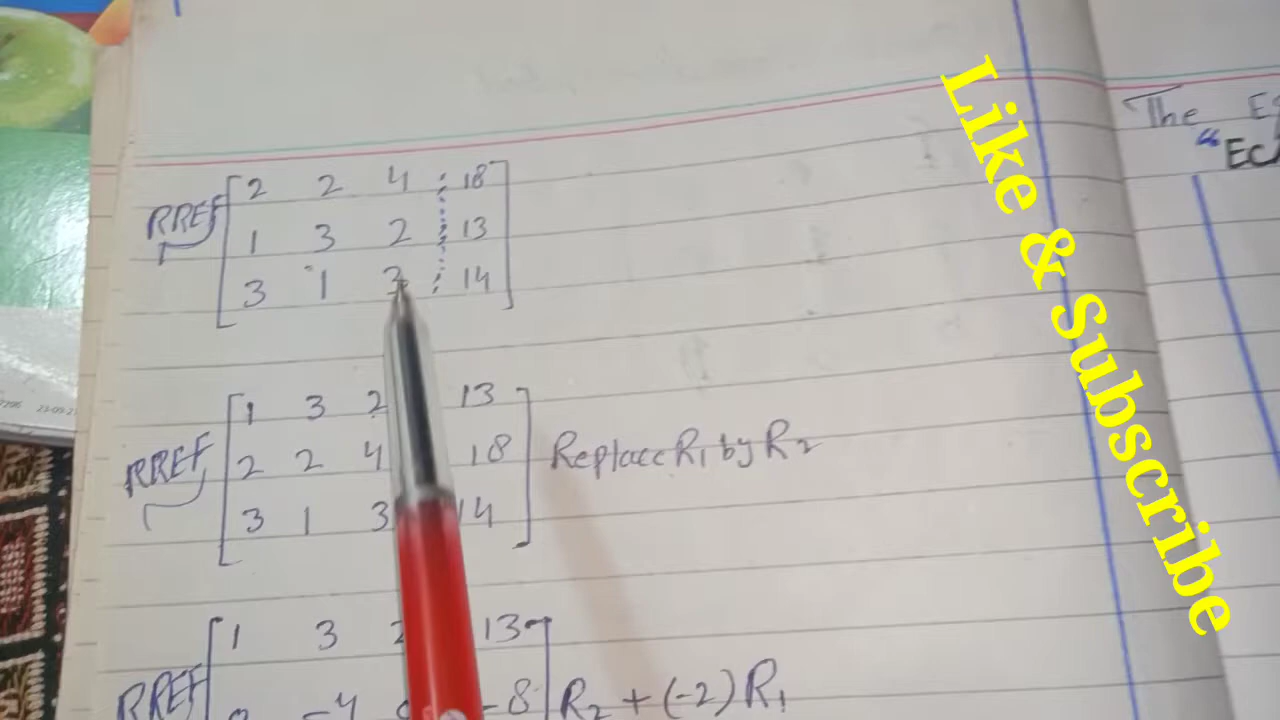 2 2 4 : 18
RREF
1 3 2 : 13
3 1 3 : 14
1 3 2 13
RREF 2 2 4 18 Replace R1 by R2
3 1 3 14
1 3 2 13
RREF -4 -8 R2 + (-2) R1
The
"
Like & Subscribe